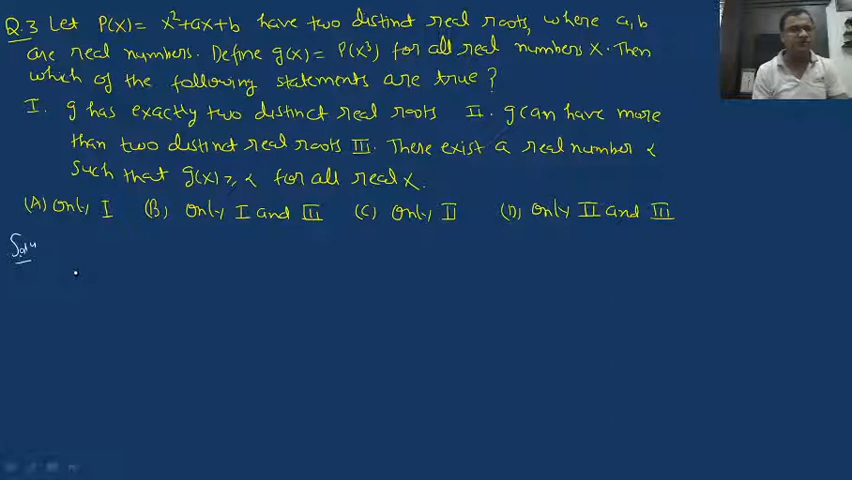 Q.3 Let P(x) = x²+ax+b have two distinct real roots, where a, b
are real numbers. Define g(x) = P(x³) for all real numbers x. Then
which of the following statements are true?
I. g has exactly two distinct real roots II. g can have more
than two distinct real roots III. There exist a real number α
such that g(x) ≥ α for all real x.
(A) only I (B) only I and III (C) only II (D) only II and III
Soln